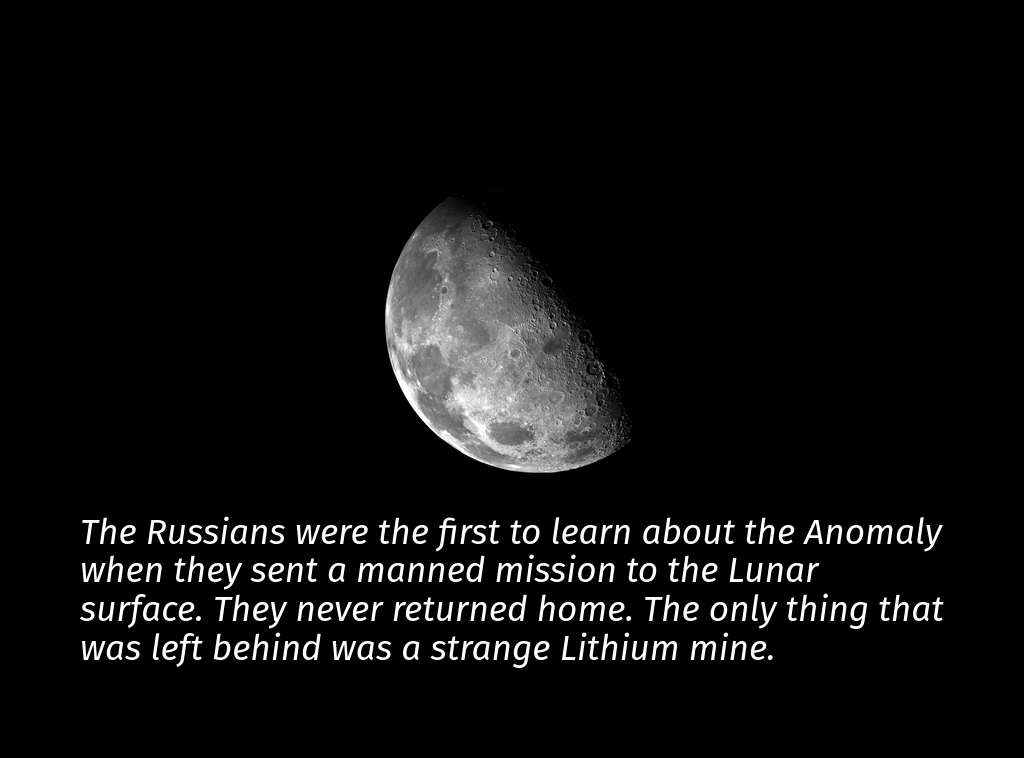 The Russians were the first to learn about the Anomaly
when they sent a manned mission to the Lunar
surface. They never returned home. The only thing that
was left behind was a strange Lithium mine.